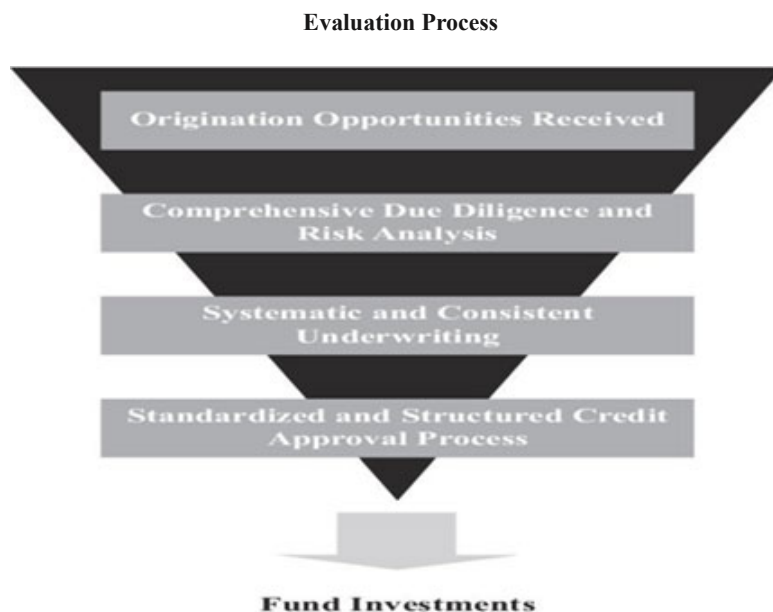 Evaluation Process
Origination Opportunities Received
Comprehensive Due Diligence and
Risk Analysis
Systematic and Consistent
Underwriting
Standardized and Structured Credit
Approval Process
Fund Investments